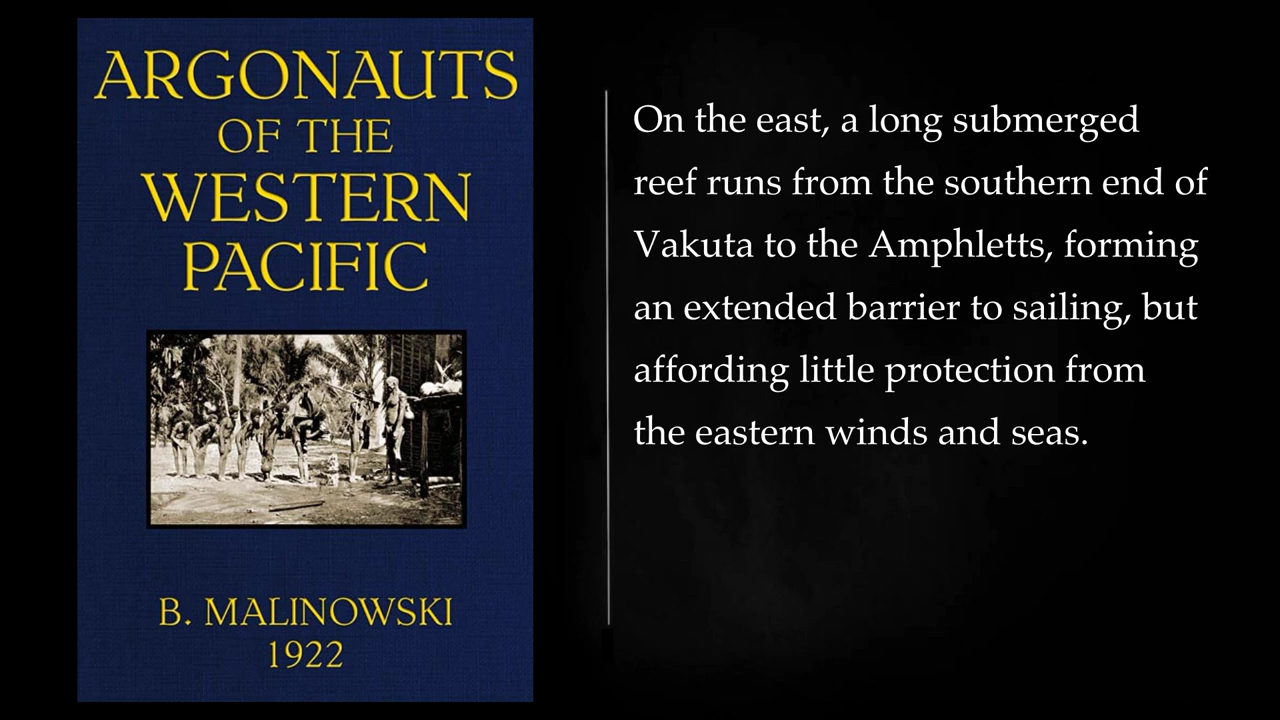 ARGONAUTS
OF THE
WESTERN
PACIFIC
B. MALINOWSKI
1922
On the east, a long submerged
reef runs from the southern end of
Vakuta to the Amphletts, forming
an extended barrier to sailing, but
affording little protection from
the eastern winds and seas.